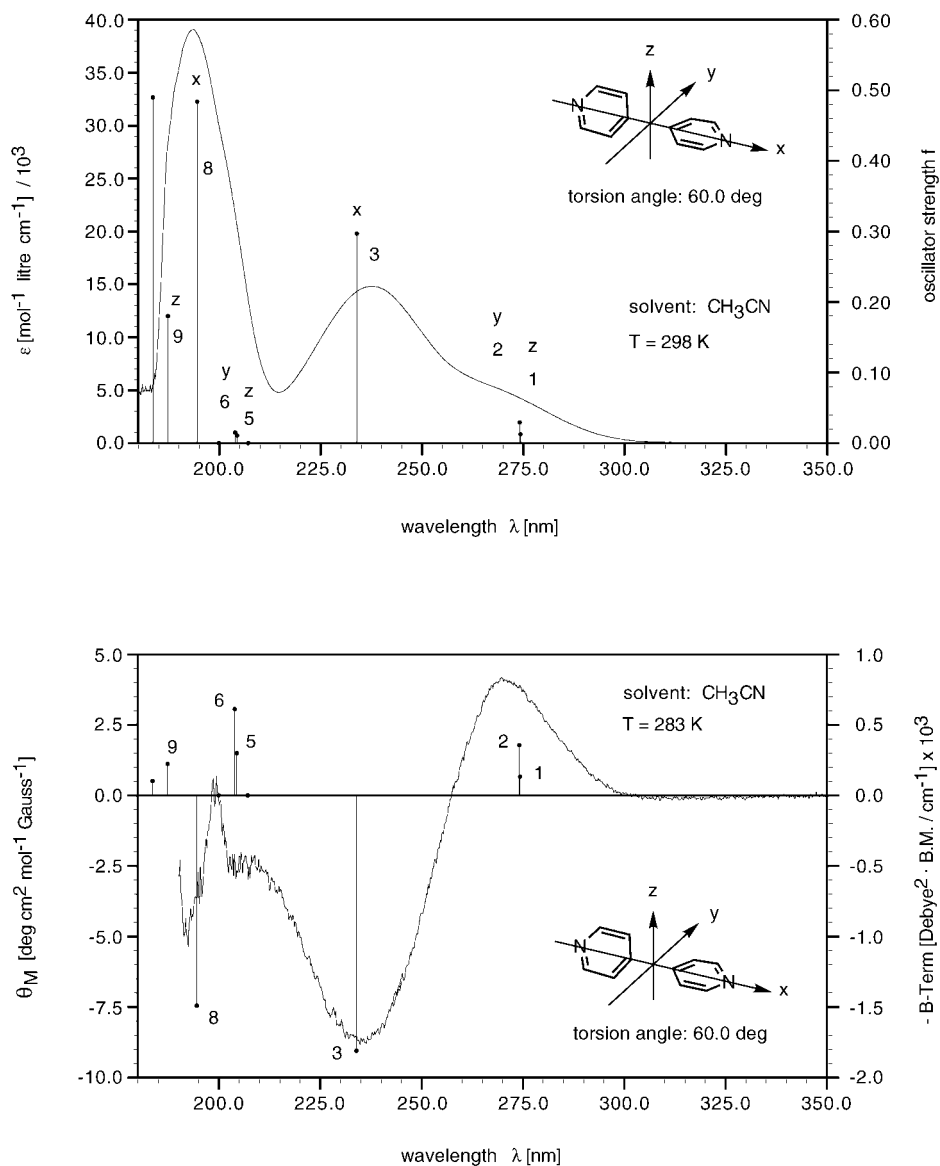 40.0
35.0
30.0
25.0
20.0
15.0
10.0
5.0
0.0
ε [mol⁻¹ litre cm⁻¹] / 10³
0.60
0.50
0.40
0.30
0.20
0.10
0.00
oscillator strength f
x
8
z
9
y
6
z
5
x
3
y
2
z
1
z
y
x
N
N
torsion angle: 60.0 deg
solvent: CH₃CN
T = 298 K
200.0 225.0 250.0 275.0 300.0 325.0 350.0
wavelength λ [nm]
5.0
2.5
0.0
-2.5
-5.0
-7.5
-10.0
θM [deg cm² mol⁻¹ Gauss⁻¹]
1.0
0.5
0.0
-0.5
-1.0
-1.5
-2.0
- B-Term [Debye² · B.M. / cm⁻¹] x 10³
solvent: CH₃CN
T = 283 K
6
5
9
2
1
8
3
z
y
x
N
N
torsion angle: 60.0 deg
200.0 225.0 250.0 275.0 300.0 325.0 350.0
wavelength λ [nm]